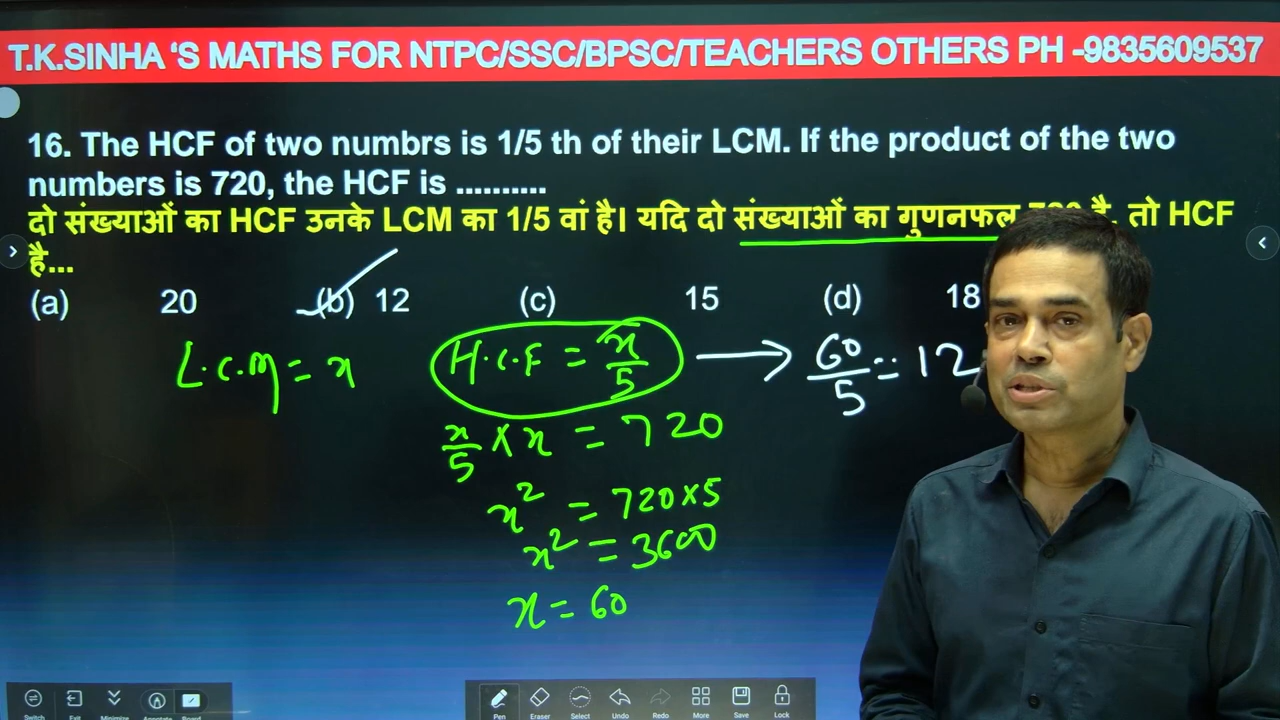 T.K.SINHA 'S MATHS FOR NTPC/SSC/BPSC/TEACHERS OTHERS PH -9835609537
16. The HCF of two numbrs is 1/5 th of their LCM. If the product of the two
numbers is 720, the HCF is ..........
दो संख्याओं का HCF उनके LCM का 1/5 वां है। यदि दो संख्याओं का गुणनफल है, तो HCF
है...
(a) 20 (b) 12 (c) 15 (d) 18
L.C.M = x H.C.F = x/5 → 60/5 = 12
x/5 × x = 720
x² = 720×5
x² = 3600
x = 60
Switch Exit Minimize Annotate Board Pen Eraser Select Undo Redo More Save Lock